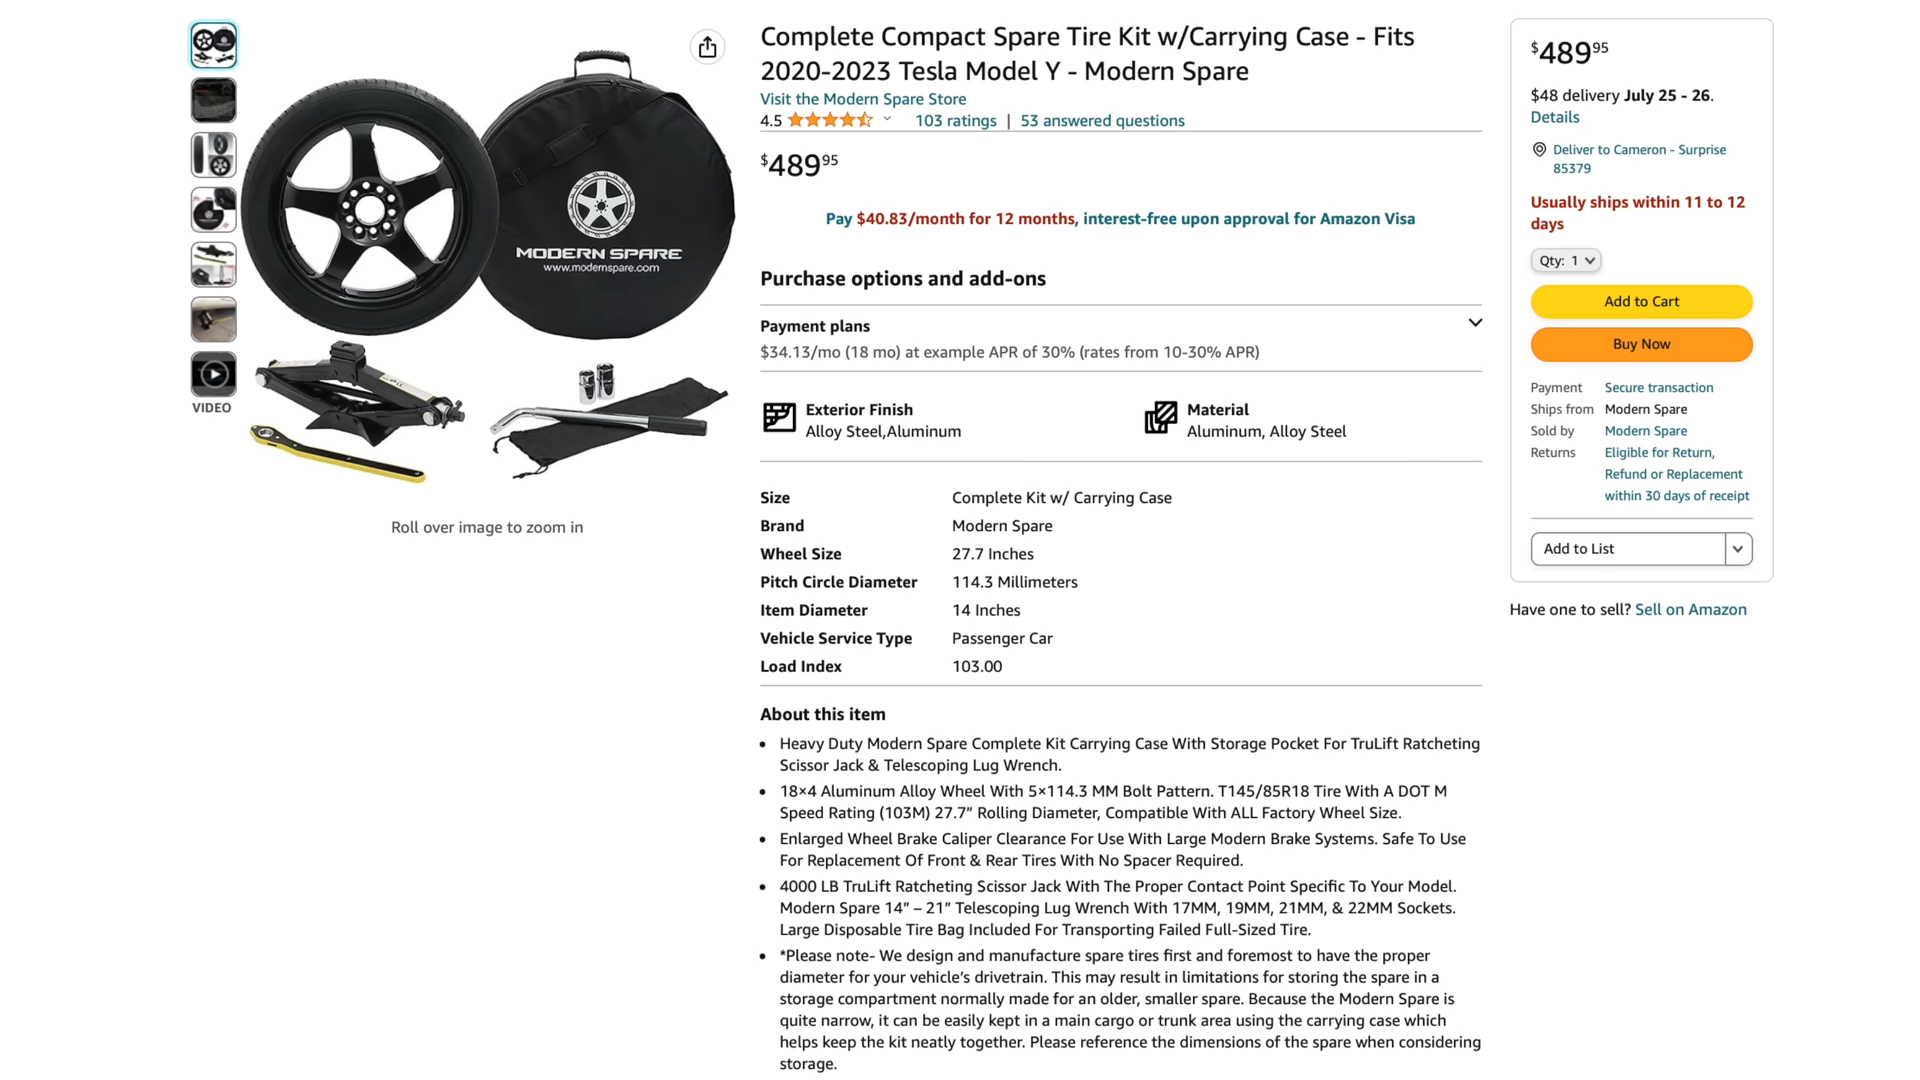 Complete Compact Spare Tire Kit w/Carrying Case - Fits
2020-2023 Tesla Model Y - Modern Spare
Visit the Modern Spare Store
4.5 103 ratings | 53 answered questions
$489.95
Pay $40.83/month for 12 months, interest-free upon approval for Amazon Visa
Purchase options and add-ons
Payment plans
$34.13/mo (18 mo) at example APR of 30% (rates from 10-30% APR)
Exterior Finish
Alloy Steel,Aluminum
Material
Aluminum, Alloy Steel
Size Complete Kit w/ Carrying Case
Brand Modern Spare
Wheel Size 27.7 Inches
Pitch Circle Diameter 114.3 Millimeters
Item Diameter 14 Inches
Vehicle Service Type Passenger Car
Load Index 103.00
About this item
Heavy Duty Modern Spare Complete Kit Carrying Case With Storage Pocket For TruLift Ratcheting
Scissor Jack & Telescoping Lug Wrench.
18×4 Aluminum Alloy Wheel With 5×114.3 MM Bolt Pattern. T145/85R18 Tire With A DOT M
Speed Rating (103M) 27.7” Rolling Diameter, Compatible With ALL Factory Wheel Size.
Enlarged Wheel Brake Caliper Clearance For Use With Large Modern Brake Systems. Safe To Use
For Replacement Of Front & Rear Tires With No Spacer Required.
4000 LB TruLift Ratcheting Scissor Jack With The Proper Contact Point Specific To Your Model.
Modern Spare 14” – 21” Telescoping Lug Wrench With 17MM, 19MM, 21MM, & 22MM Sockets.
Large Disposable Tire Bag Included For Transporting Failed Full-Sized Tire.
*Please note- We design and manufacture spare tires first and foremost to have the proper
diameter for your vehicle’s drivetrain. This may result in limitations for storing the spare in a
storage compartment normally made for an older, smaller spare. Because the Modern Spare is
quite narrow, it can be easily kept in a main cargo or trunk area using the carrying case which
helps keep the kit neatly together. Please reference the dimensions of the spare when considering
storage.
MODERN SPARE
www.modernspare.com
VIDEO
Roll over image to zoom in
$489.95
$48 delivery July 25 - 26.
Details
Deliver to Cameron - Surprise
85379
Usually ships within 11 to 12
days
Qty: 1
Add to Cart
Buy Now
Payment Secure transaction
Ships from Modern Spare
Sold by Modern Spare
Returns Eligible for Return,
Refund or Replacement
within 30 days of receipt
Add to List
Have one to sell? Sell on Amazon